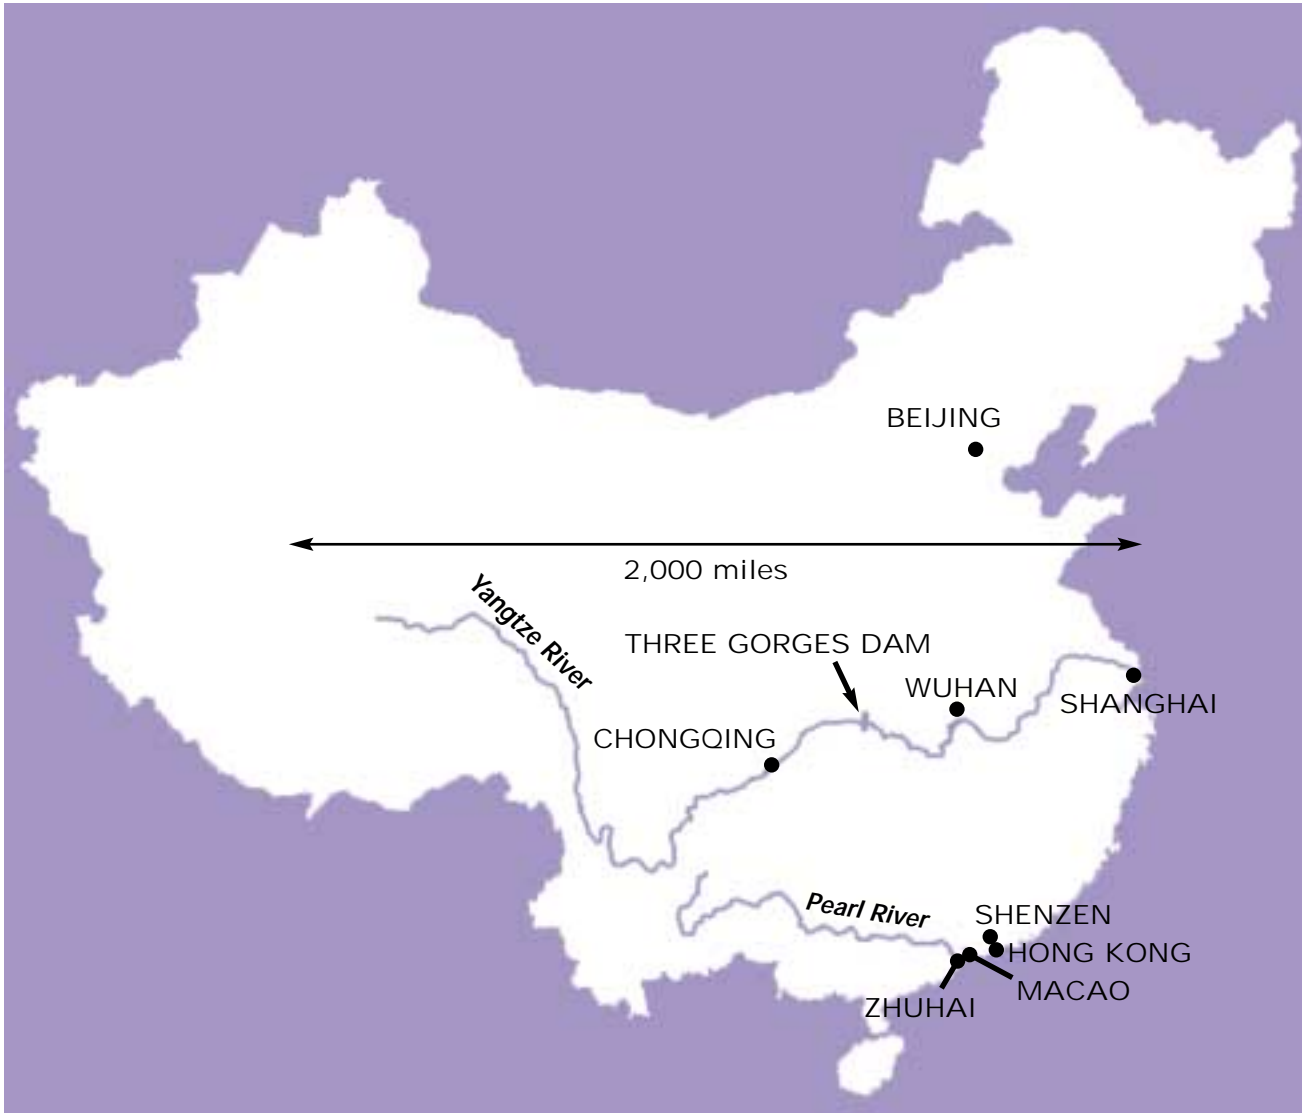 BEIJING
2,000 miles
Yangtze River
THREE GORGES DAM
WUHAN
SHANGHAI
CHONGQING
Pearl River
SHENZEN
HONG KONG
MACAO
ZHUHAI